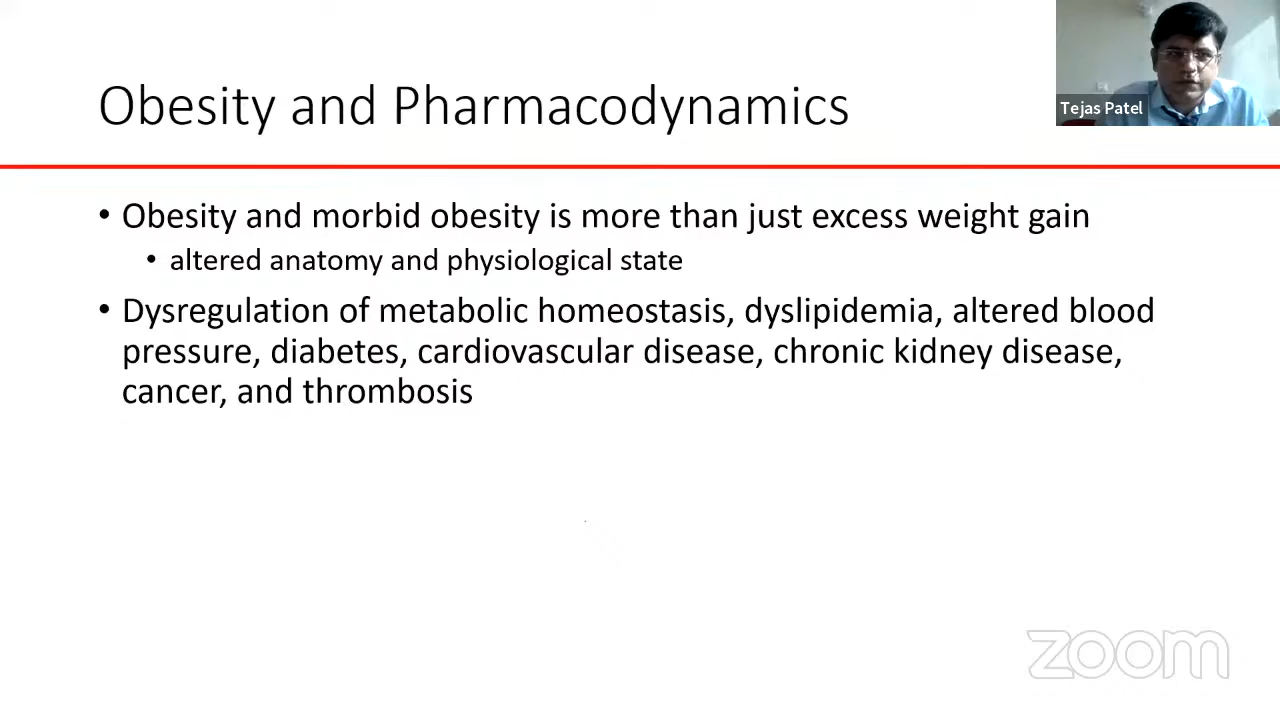 Obesity and Pharmacodynamics
Tejas Patel
• Obesity and morbid obesity is more than just excess weight gain
• altered anatomy and physiological state
• Dysregulation of metabolic homeostasis, dyslipidemia, altered blood
pressure, diabetes, cardiovascular disease, chronic kidney disease,
cancer, and thrombosis
zoom